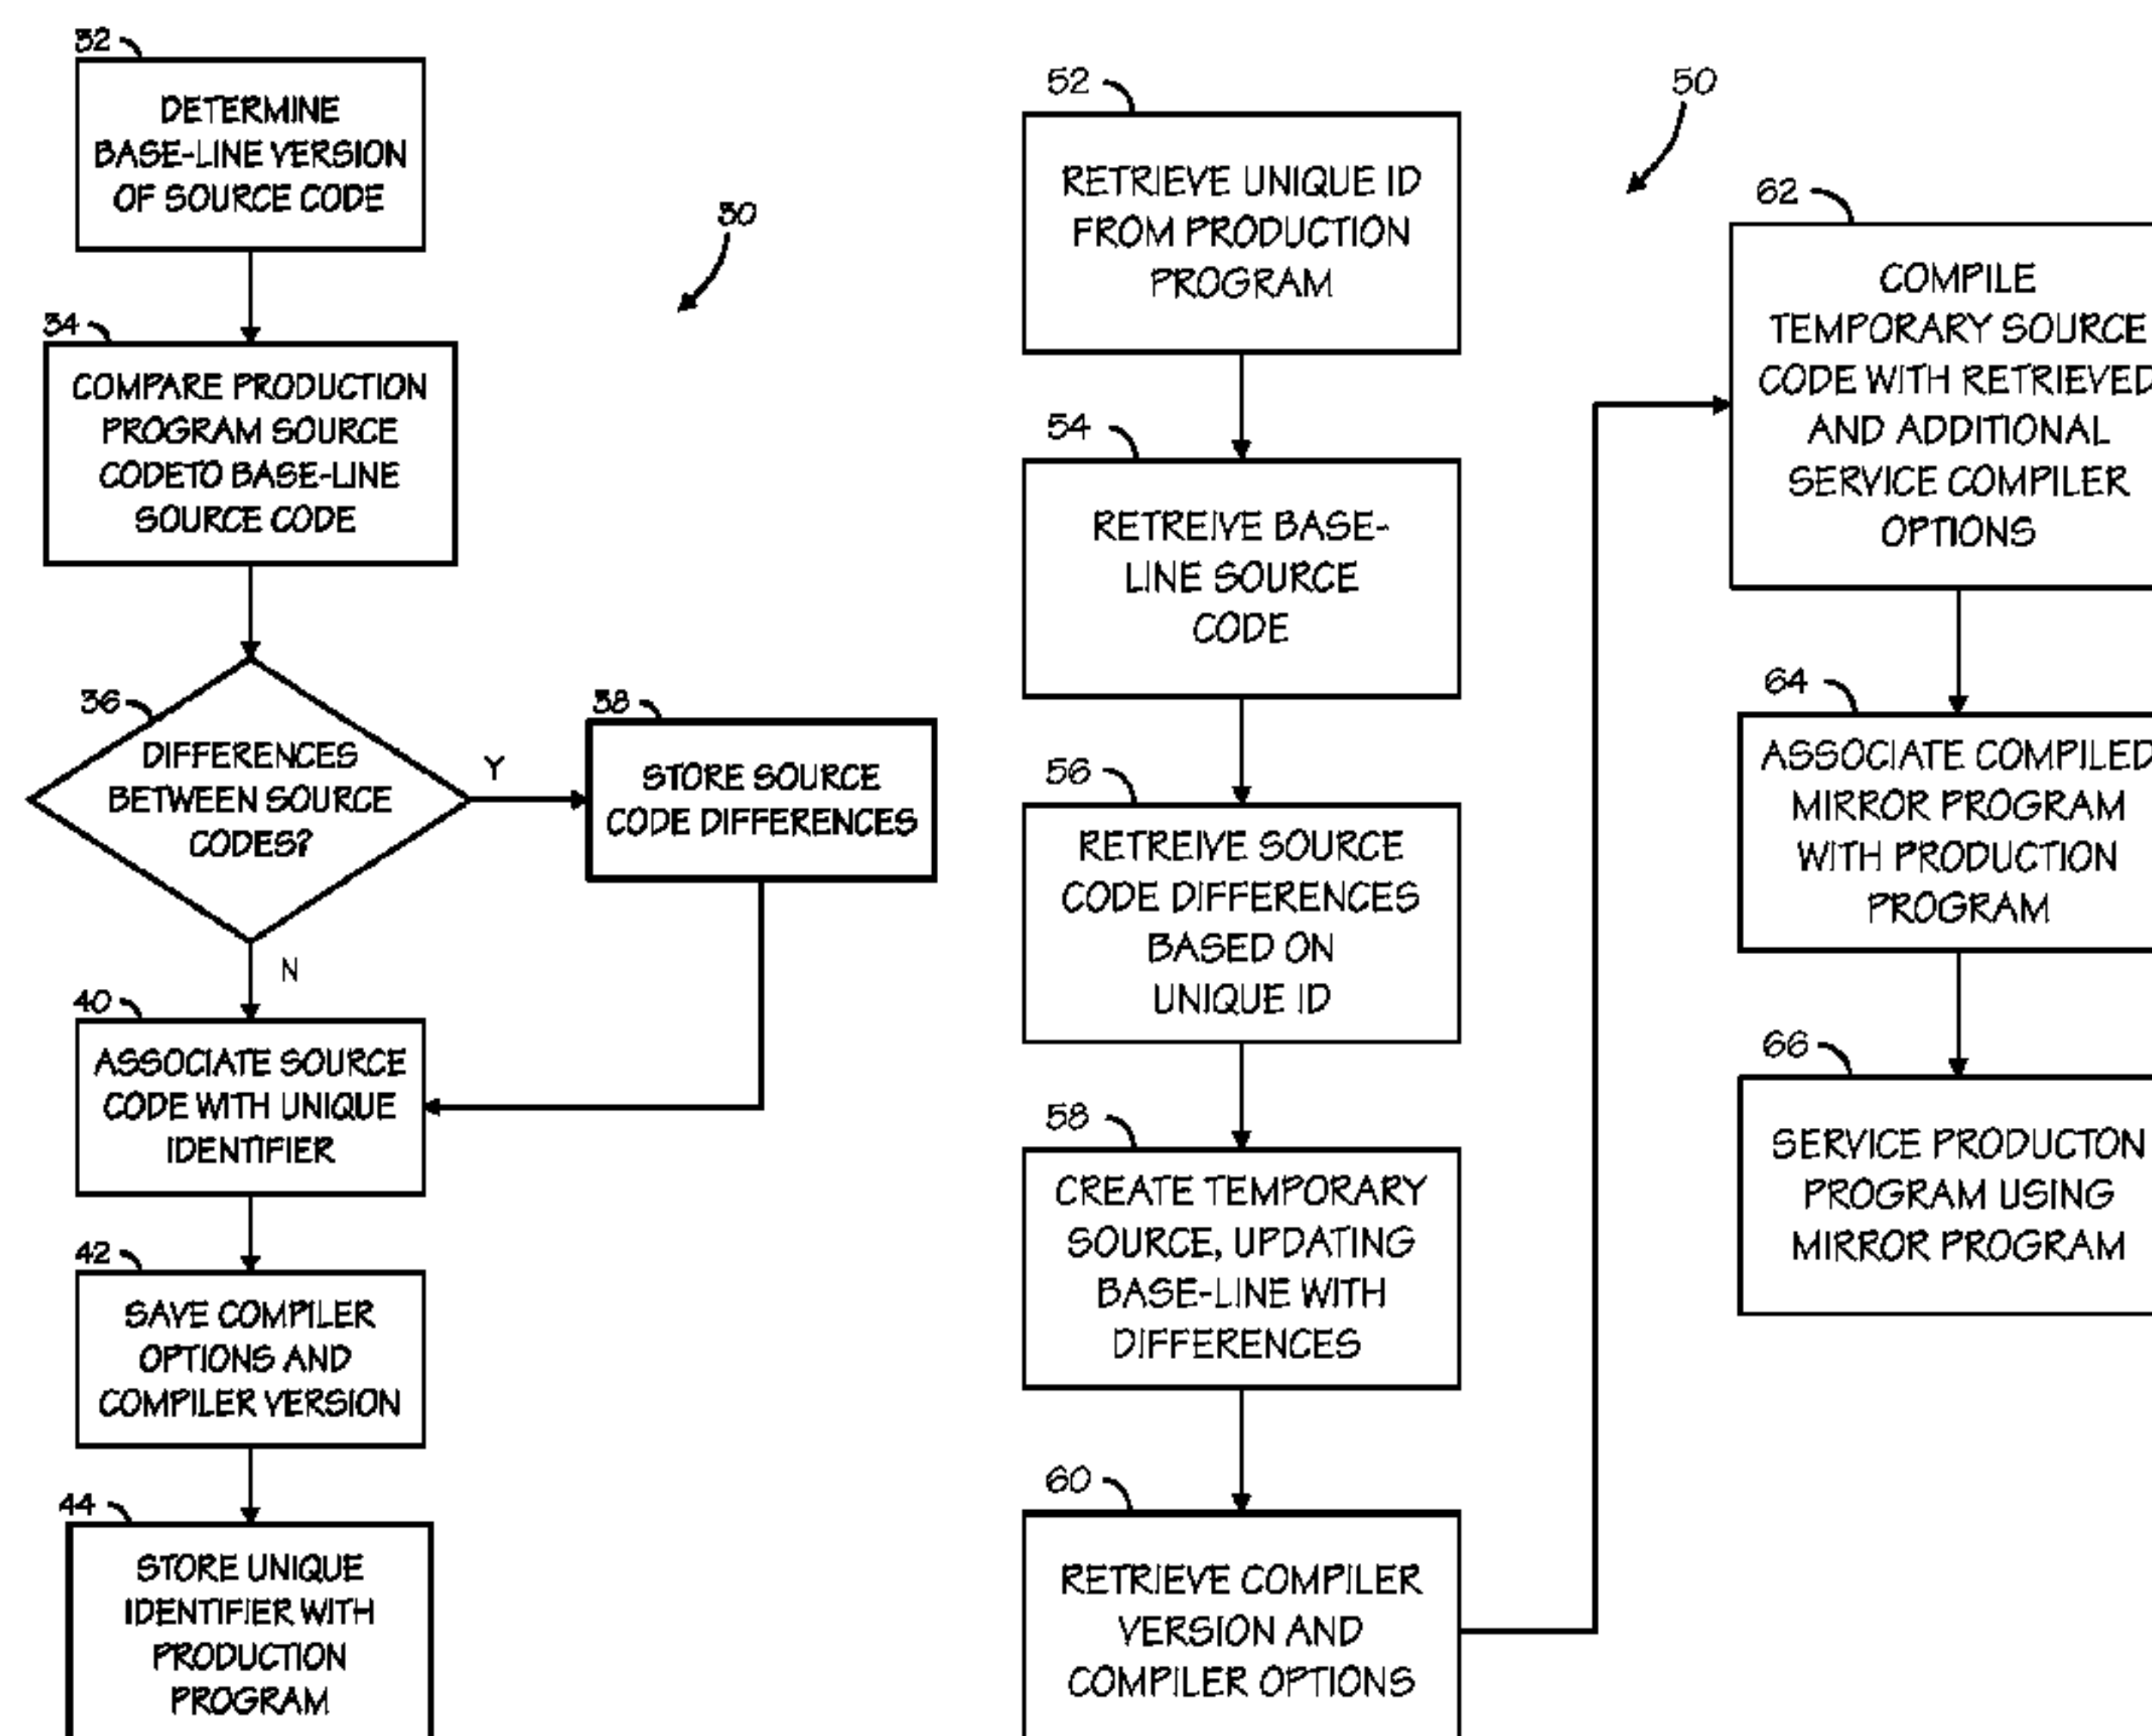 32
DETERMINE
BASE-LINE VERSION
OF SOURCE CODE
30
34
COMPARE PRODUCTION
PROGRAM SOURCE
CODETO BASE-LINE
SOURCE CODE
36
DIFFERENCES
BETWEEN SOURCE
CODES?
Y
38
STORE SOURCE
CODE DIFFERENCES
N
40
ASSOCIATE SOURCE
CODE WITH UNIQUE
IDENTIFIER
42
SAVE COMPILER
OPTIONS AND
COMPILER VERSION
44
STORE UNIQUE
IDENTIFIER WITH
PRODUCTION
PROGRAM
50
52
RETRIEVE UNIQUE ID
FROM PRODUCTION
PROGRAM
54
RETREIVE BASE-
LINE SOURCE
CODE
56
RETREIVE SOURCE
CODE DIFFERENCES
BASED ON
UNIQUE ID
58
CREATE TEMPORARY
SOURCE, UPDATING
BASE-LINE WITH
DIFFERENCES
60
RETRIEVE COMPILER
VERSION AND
COMPILER OPTIONS
62
COMPILE
TEMPORARY SOURCE
CODE WITH RETRIEVED
AND ADDITIONAL
SERVICE COMPILER
OPTIONS
64
ASSOCIATE COMPILED
MIRROR PROGRAM
WITH PRODUCTION
PROGRAM
66
SERVICE PRODUCTON
PROGRAM USING
MIRROR PROGRAM